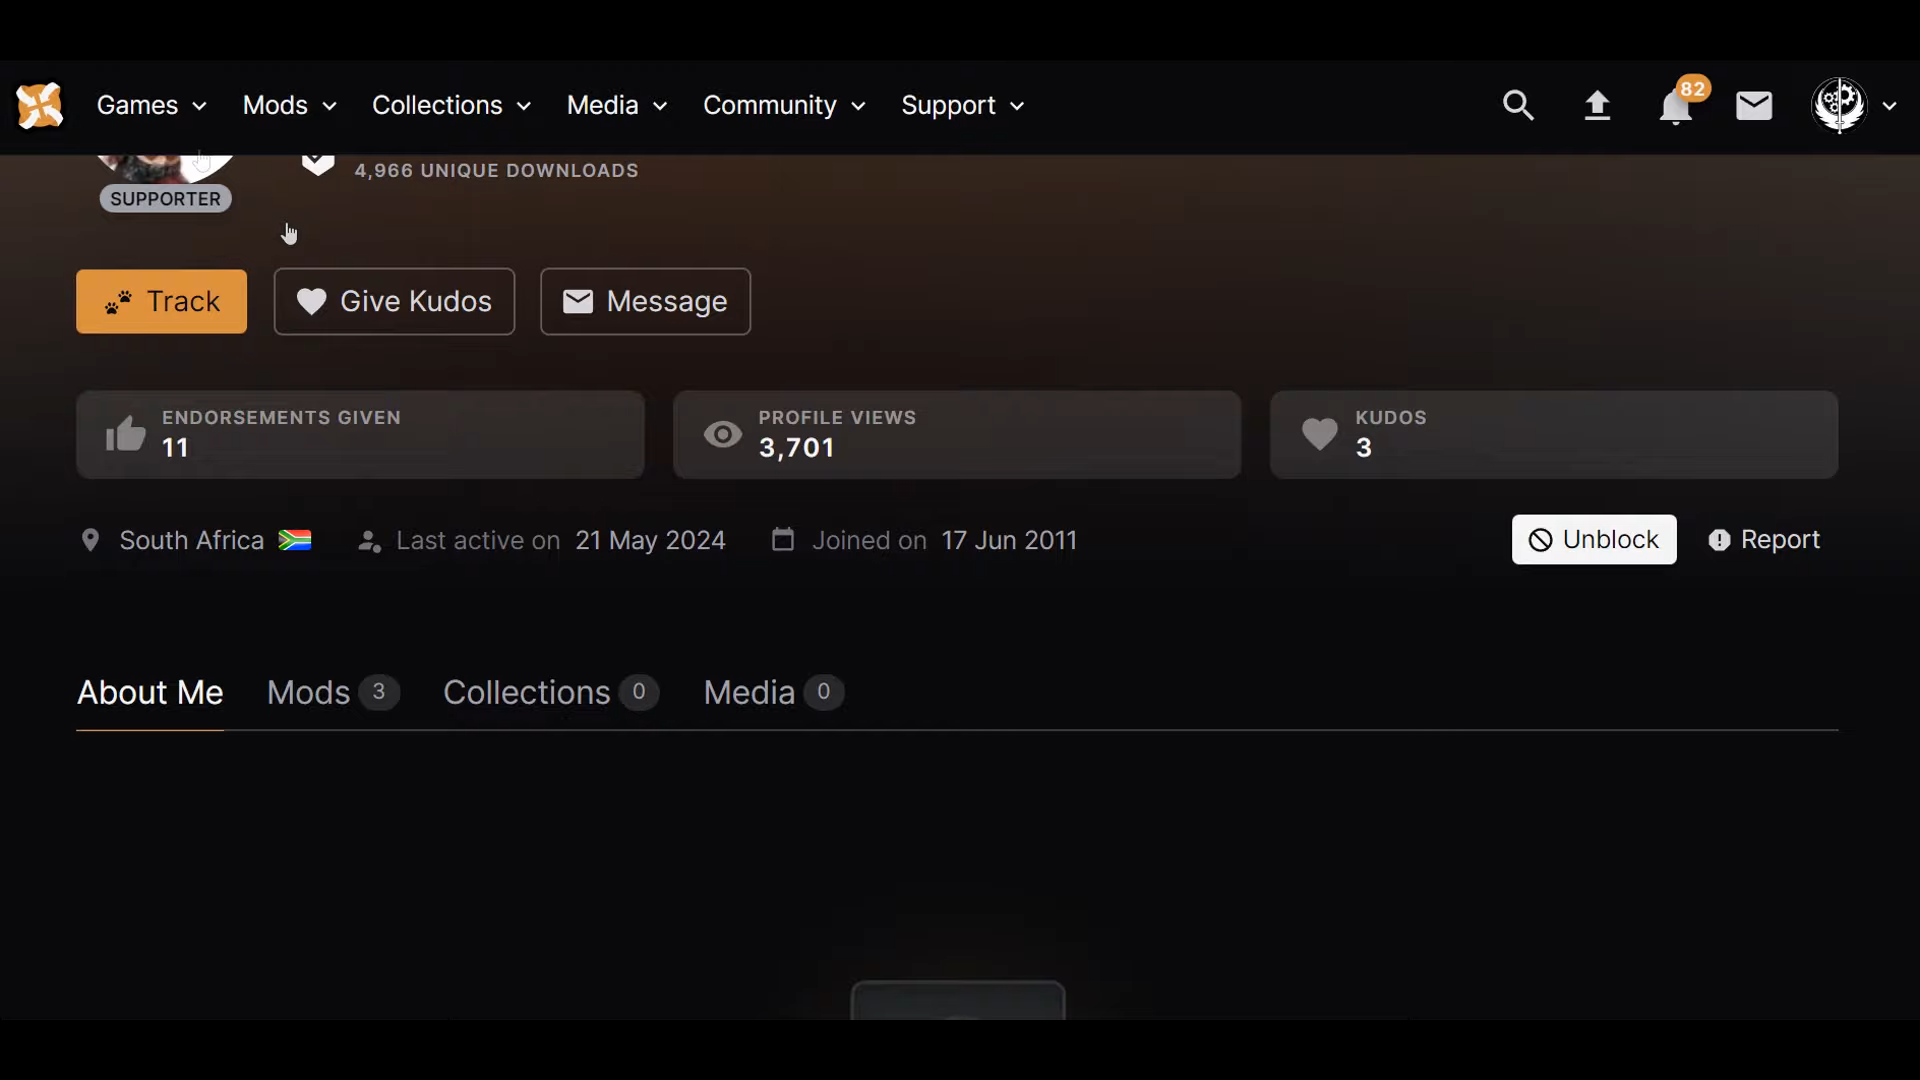 Games Mods Collections Media Community Support 82
4,966 UNIQUE DOWNLOADS
SUPPORTER
Track Give Kudos Message
ENDORSEMENTS GIVEN
11
PROFILE VIEWS
3,701
KUDOS
3
South Africa Last active on 21 May 2024 Joined on 17 Jun 2011 Unblock Report
About Me Mods 3 Collections 0 Media 0